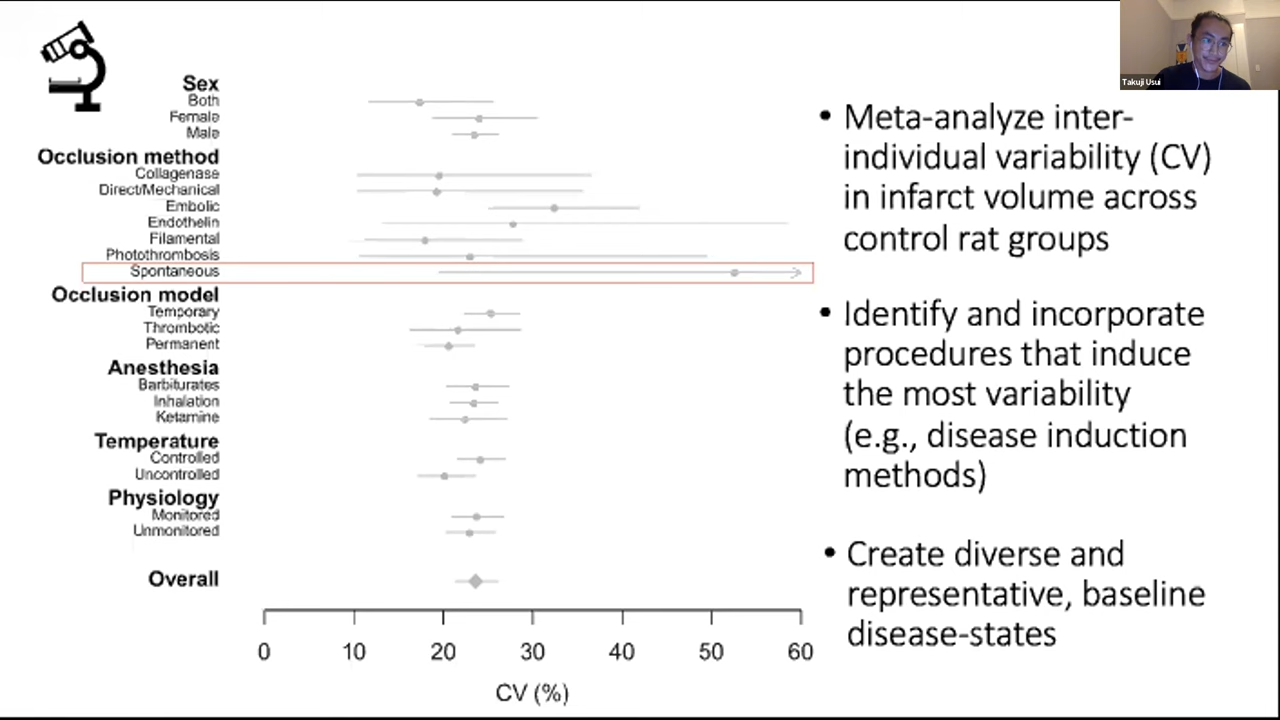 Takuji Usui
Sex
Both
Female
Male
Occlusion method
Collagenase
Direct/Mechanical
Embolic
Endothelin
Filamental
Photothrombosis
Spontaneous
Occlusion model
Temporary
Thrombotic
Permanent
Anesthesia
Barbiturates
Inhalation
Ketamine
Temperature
Controlled
Uncontrolled
Physiology
Monitored
Unmonitored
Overall
0 10 20 30 40 50 60
CV (%)
• Meta-analyze inter-
individual variability (CV)
in infarct volume across
control rat groups
• Identify and incorporate
procedures that induce
the most variability
(e.g., disease induction
methods)
• Create diverse and
representative, baseline
disease-states